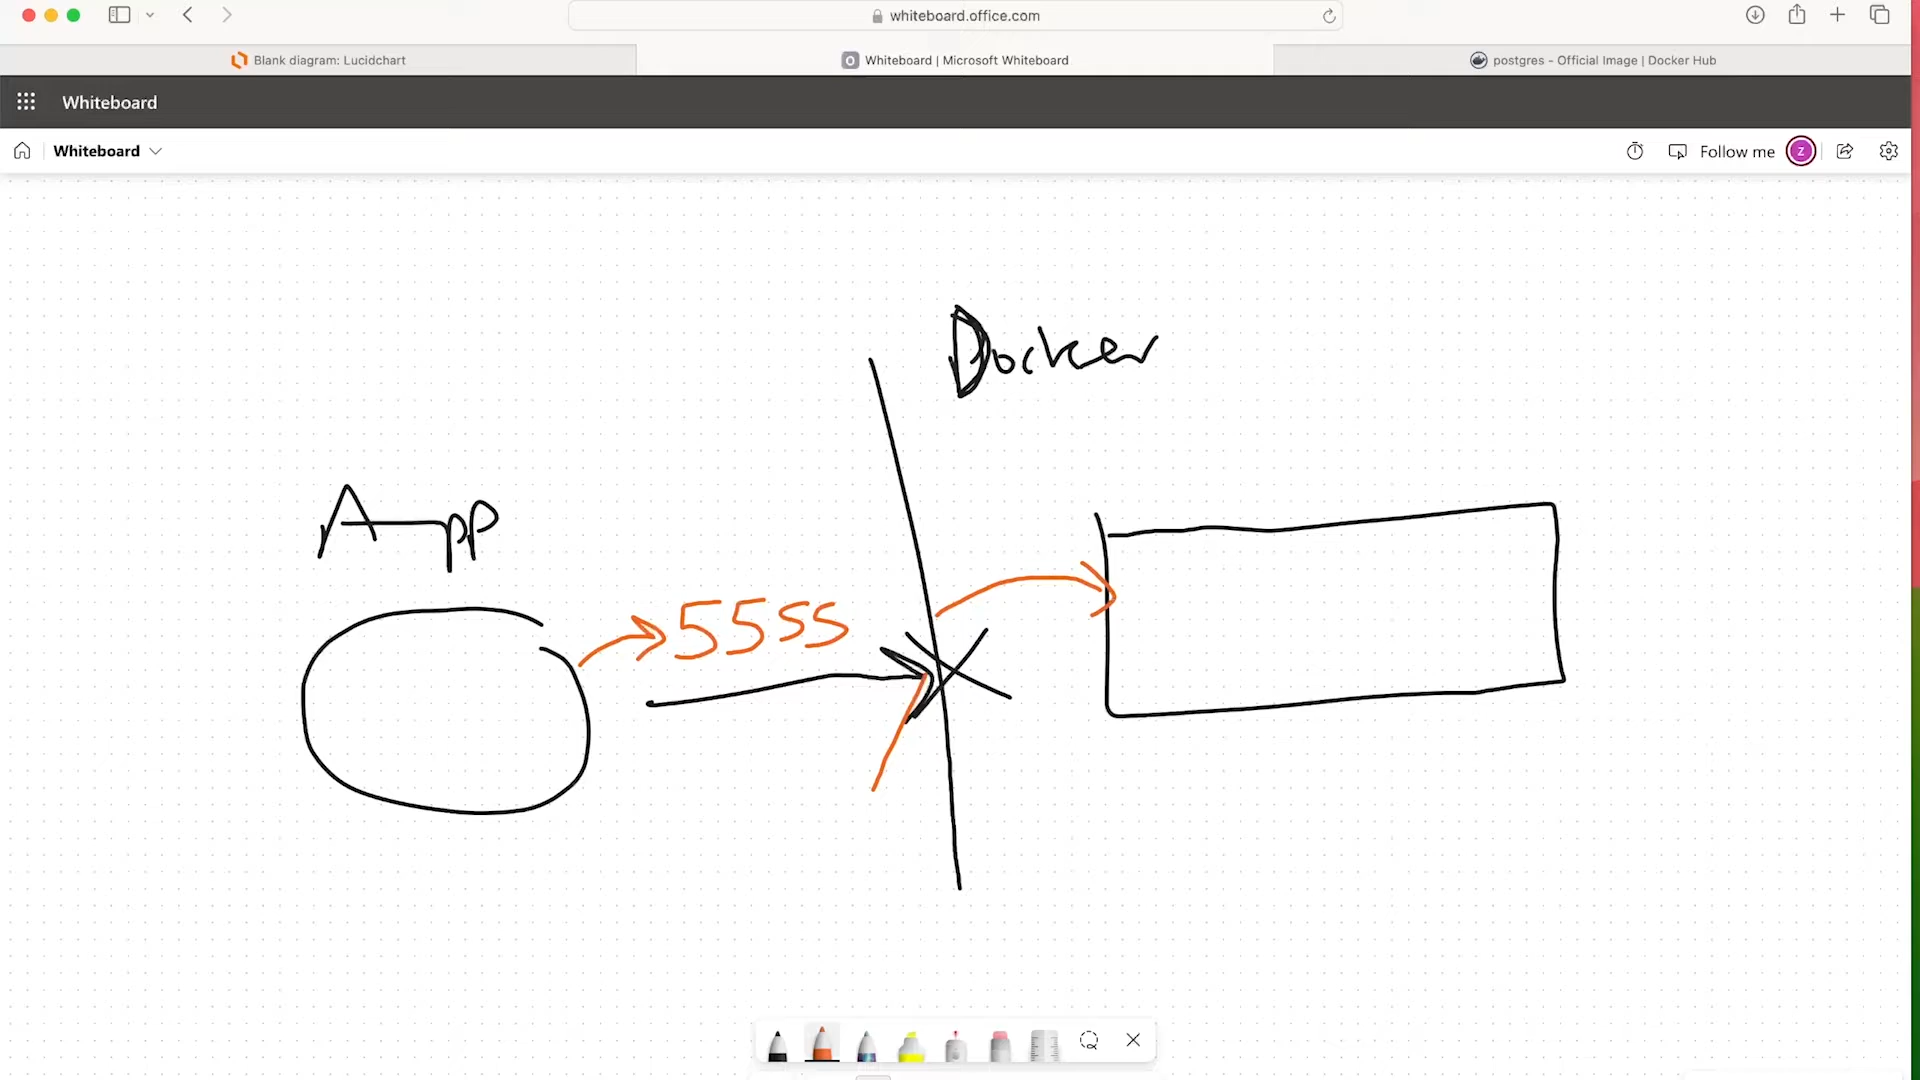 whiteboard.office.com
Blank diagram: Lucidchart
Whiteboard | Microsoft Whiteboard
postgres - Official Image | Docker Hub
Whiteboard
Whiteboard
Follow me
Z
Docker
App
5555